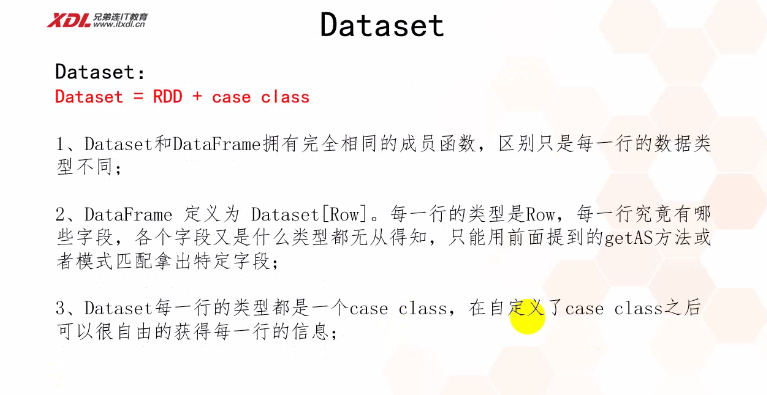 XDL 兄弟连IT教育
www.itxdl.cn
Dataset
Dataset：
Dataset = RDD + case class
1、Dataset和DataFrame拥有完全相同的成员函数，区别只是每一行的数据类
型不同；
2、DataFrame 定义为 Dataset[Row]。每一行的类型是Row，每一行究竟有哪
些字段，各个字段又是什么类型都无从得知，只能用前面提到的getAS方法或
者模式匹配拿出特定字段；
3、Dataset每一行的类型都是一个case class，在自定义了case class之后
可以很自由的获得每一行的信息；